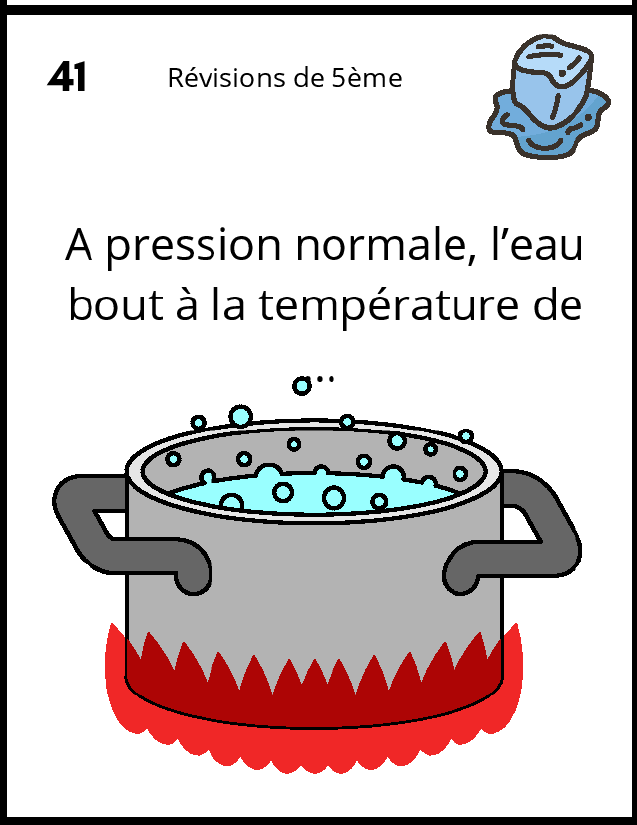 41
Révisions de 5ème
A pression normale, l’eau
bout à la température de
...